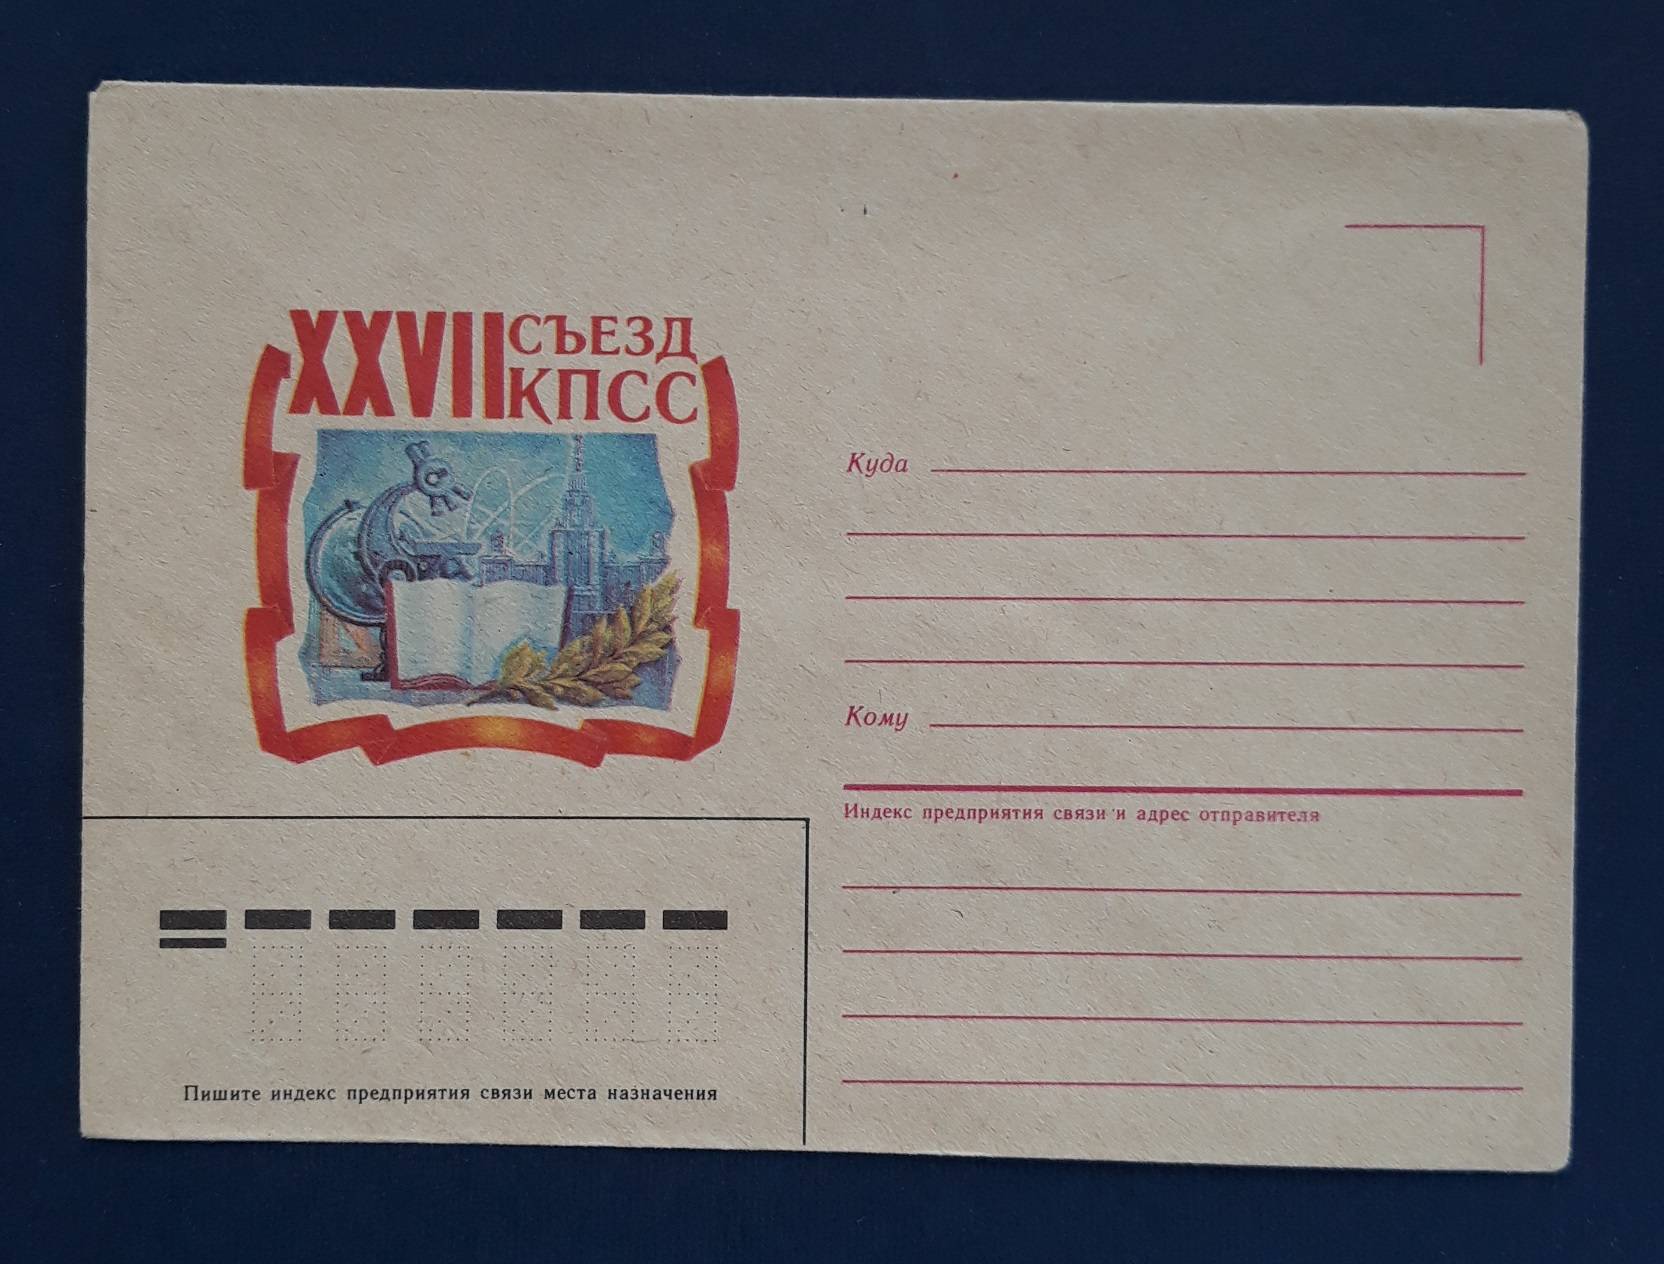 XXVII СЪЕЗД
КПСС
Куда
Кому
Индекс предприятия связи и адрес отправителя
Пишите индекс предприятия связи места назначения